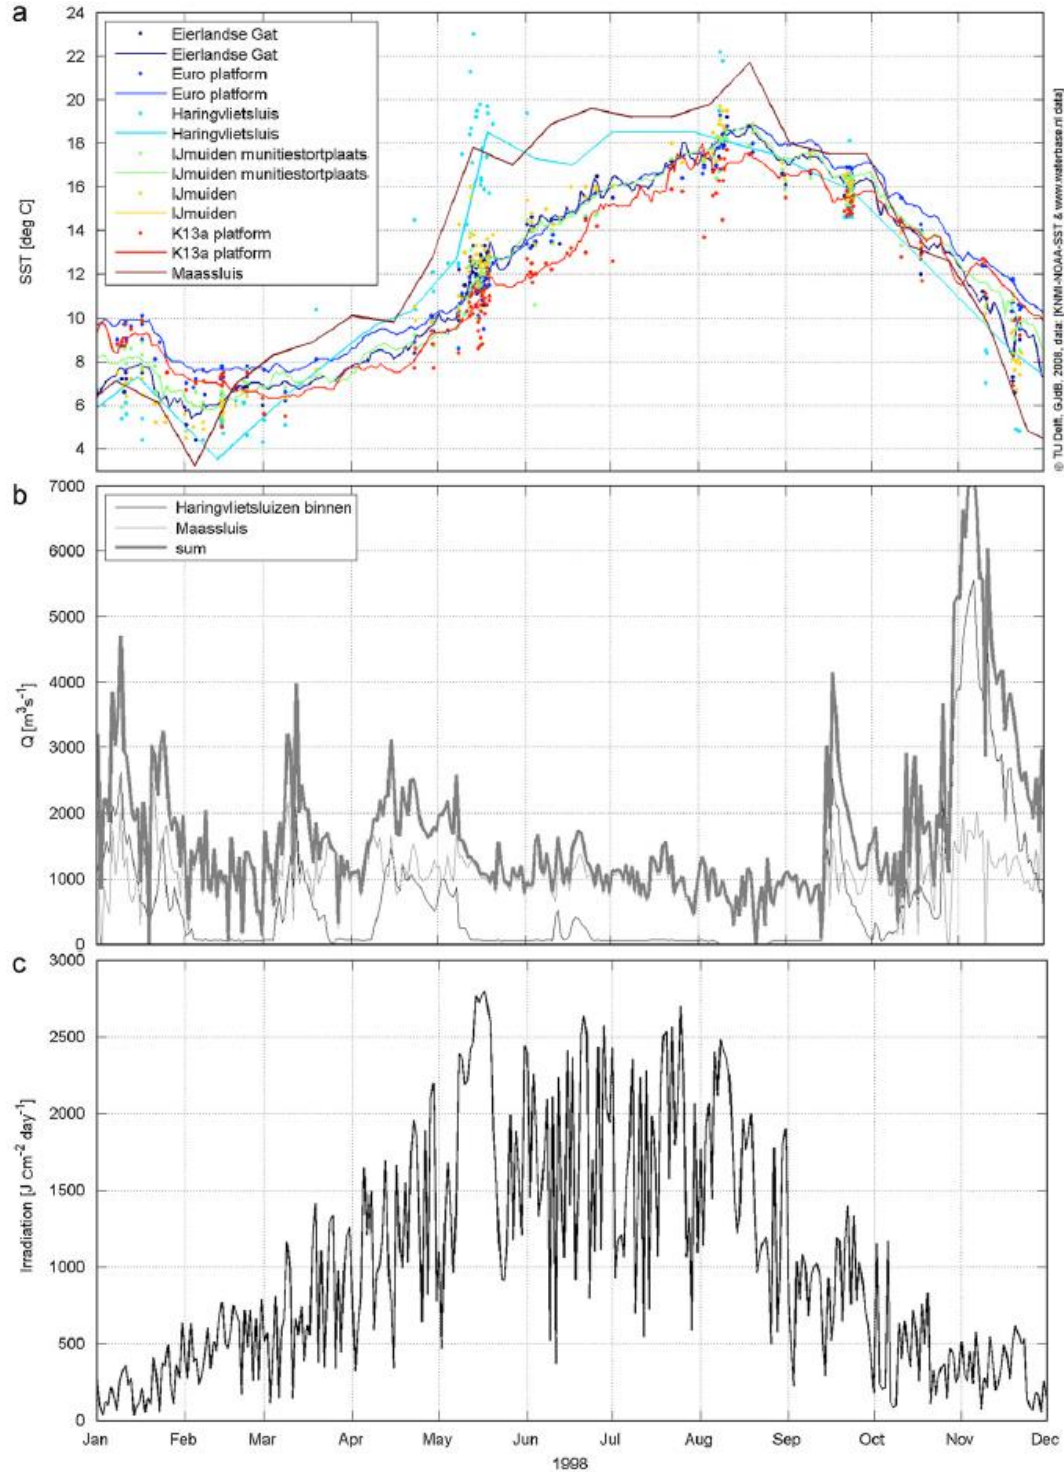 a
24
22
20
18
16
14
12
10
8
6
4
SST [deg C]
Eierlandse Gat
Eierlandse Gat
Euro platform
Euro platform
Haringvlietsluis
Haringvlietsluis
IJmuiden munitiestortplaats
IJmuiden munitiestortplaats
IJmuiden
IJmuiden
K13a platform
K13a platform
Maassluis
© TU Delft, GJdB, 2008, data: [KNMI-NOAA-SST & www.waterbase.nl data]
b
7000
6000
5000
4000
3000
2000
1000
0
Q [m³s⁻¹]
Haringvlietsluizen binnen
Maassluis
sum
c
3000
2500
2000
1500
1000
500
0
Irradiation [J cm⁻² day⁻¹]
Jan Feb Mar Apr May Jun Jul Aug Sep Oct Nov Dec
1998